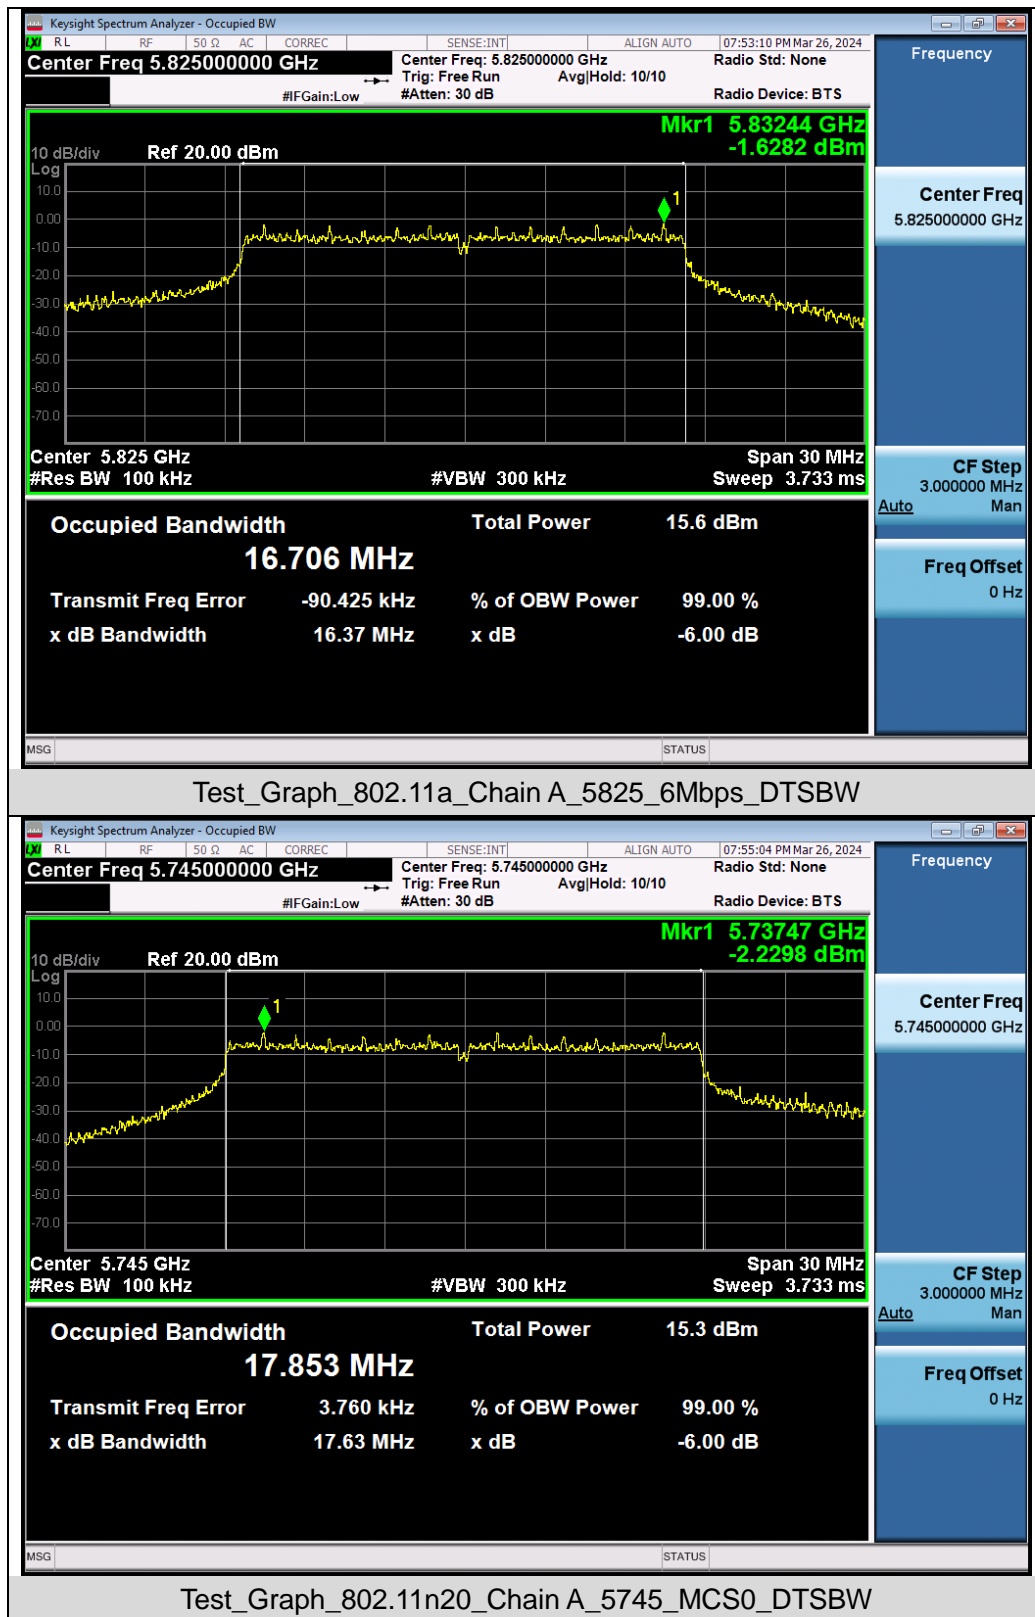 Keysight Spectrum Analyzer - Occupied BW
LXI RL RF 50 Ω AC CORREC SENSE:INT ALIGN AUTO 07:53:10 PM Mar 26, 2024
Center Freq 5.825000000 GHz
Center Freq: 5.825000000 GHz
Radio Std: None
Trig: Free Run Avg|Hold: 10/10
#IFGain:Low #Atten: 30 dB Radio Device: BTS
Frequency
Mkr1 5.83244 GHz
-1.6282 dBm
10 dB/div Ref 20.00 dBm
Log
10.0
0.00
-10.0
-20.0
-30.0
-40.0
-50.0
-60.0
-70.0
1
Center Freq
5.825000000 GHz
Center 5.825 GHz Span 30 MHz
#Res BW 100 kHz #VBW 300 kHz Sweep 3.733 ms
CF Step
3.000000 MHz
Auto Man
Occupied Bandwidth Total Power 15.6 dBm
16.706 MHz
Freq Offset
0 Hz
Transmit Freq Error -90.425 kHz % of OBW Power 99.00 %
x dB Bandwidth 16.37 MHz x dB -6.00 dB
MSG STATUS
Test_Graph_802.11a_Chain A_5825_6Mbps_DTSBW
Keysight Spectrum Analyzer - Occupied BW
LXI RL RF 50 Ω AC CORREC SENSE:INT ALIGN AUTO 07:55:04 PM Mar 26, 2024
Center Freq 5.745000000 GHz
Center Freq: 5.745000000 GHz
Radio Std: None
Trig: Free Run Avg|Hold: 10/10
#IFGain:Low #Atten: 30 dB Radio Device: BTS
Frequency
Mkr1 5.73747 GHz
-2.2298 dBm
10 dB/div Ref 20.00 dBm
Log
10.0
0.00
-10.0
-20.0
-30.0
-40.0
-50.0
-60.0
-70.0
1
Center Freq
5.745000000 GHz
Center 5.745 GHz Span 30 MHz
#Res BW 100 kHz #VBW 300 kHz Sweep 3.733 ms
CF Step
3.000000 MHz
Auto Man
Occupied Bandwidth Total Power 15.3 dBm
17.853 MHz
Freq Offset
0 Hz
Transmit Freq Error 3.760 kHz % of OBW Power 99.00 %
x dB Bandwidth 17.63 MHz x dB -6.00 dB
MSG STATUS
Test_Graph_802.11n20_Chain A_5745_MCS0_DTSBW